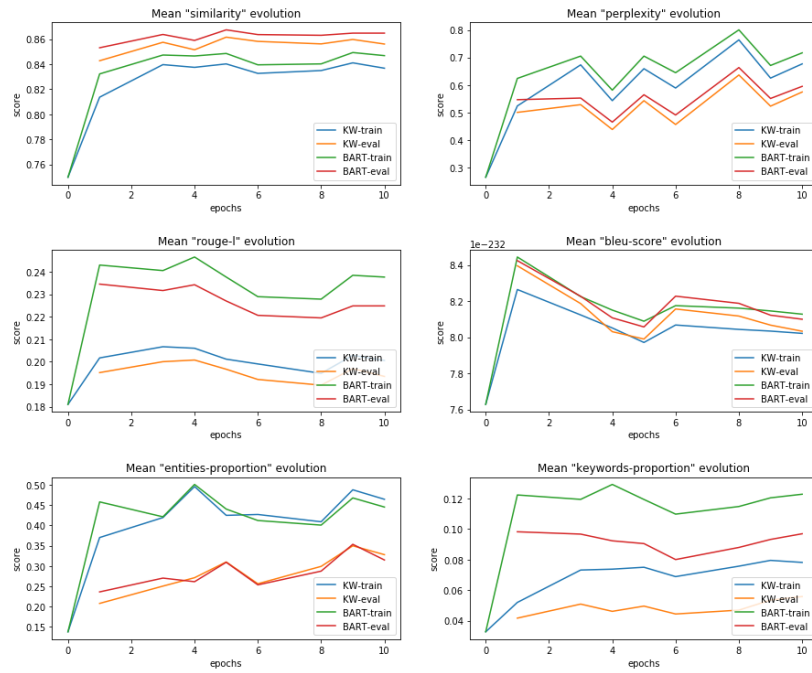 Mean "similarity" evolution
0.86
0.84
0.82
0.80
0.78
0.76
score
KW-train
KW-eval
BART-train
BART-eval
0 2 4 6 8 10
epochs
Mean "perplexity" evolution
0.8
0.7
0.6
0.5
0.4
0.3
score
KW-train
KW-eval
BART-train
BART-eval
0 2 4 6 8 10
epochs
Mean "rouge-l" evolution
0.24
0.23
0.22
0.21
0.20
0.19
0.18
score
KW-train
KW-eval
BART-train
BART-eval
0 2 4 6 8 10
epochs
Mean "bleu-score" evolution
1e−232
8.4
8.2
8.0
7.8
7.6
score
KW-train
KW-eval
BART-train
BART-eval
0 2 4 6 8 10
epochs
Mean "entities-proportion" evolution
0.50
0.45
0.40
0.35
0.30
0.25
0.20
0.15
score
KW-train
KW-eval
BART-train
BART-eval
0 2 4 6 8 10
epochs
Mean "keywords-proportion" evolution
0.12
0.10
0.08
0.06
0.04
score
KW-train
KW-eval
BART-train
BART-eval
0 2 4 6 8 10
epochs